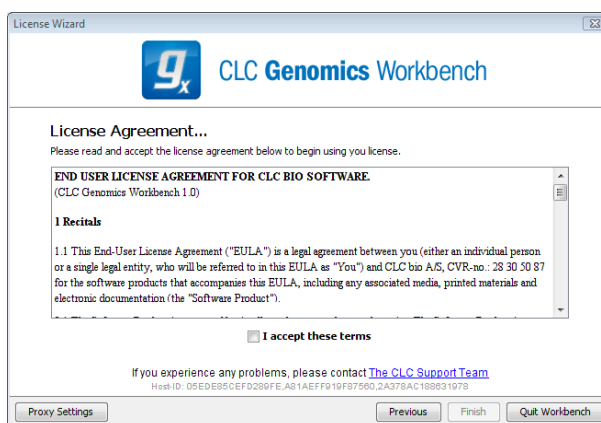 License Wizard
gx
CLC Genomics Workbench
License Agreement...
Please read and accept the license agreement below to begin using you license.
END USER LICENSE AGREEMENT FOR CLC BIO SOFTWARE.
(CLC Genomics Workbench 1.0)
1 Recitals
1.1 This End-User License Agreement ("EULA") is a legal agreement between you (either an individual person
or a single legal entity, who will be referred to in this EULA as "You") and CLC bio A/S, CVR-no.: 28 30 50 87
for the software products that accompanies this EULA, including any associated media, printed materials and
electronic documentation (the "Software Product").
I accept these terms
If you experience any problems, please contact The CLC Support Team
Host-ID: 05EDE85CEFD289FE,A81AEFF919F87560,2A378AC188631978
Proxy Settings
Previous
Finish
Quit Workbench